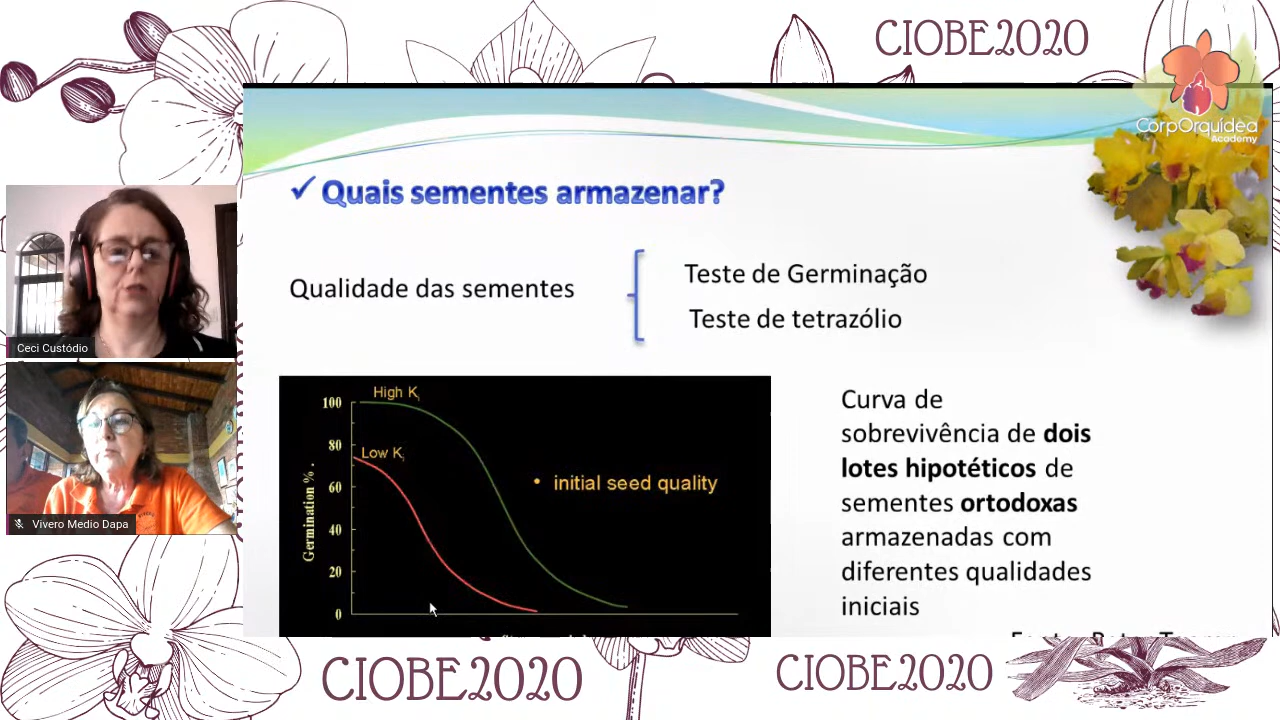 CIOBE2020
CorpOrquídea
Academy
✓ Quais sementes armazenar?
Qualidade das sementes
Teste de Germinação
Teste de tetrazólio
Ceci Custódio
Vivero Medio Dapa
High Ki
Low Ki
100
80
60
40
20
0
Germination % .
• initial seed quality
Curva de
sobrevivência de dois
lotes hipotéticos de
sementes ortodoxas
armazenadas com
diferentes qualidades
iniciais
CIOBE2020
CIOBE2020